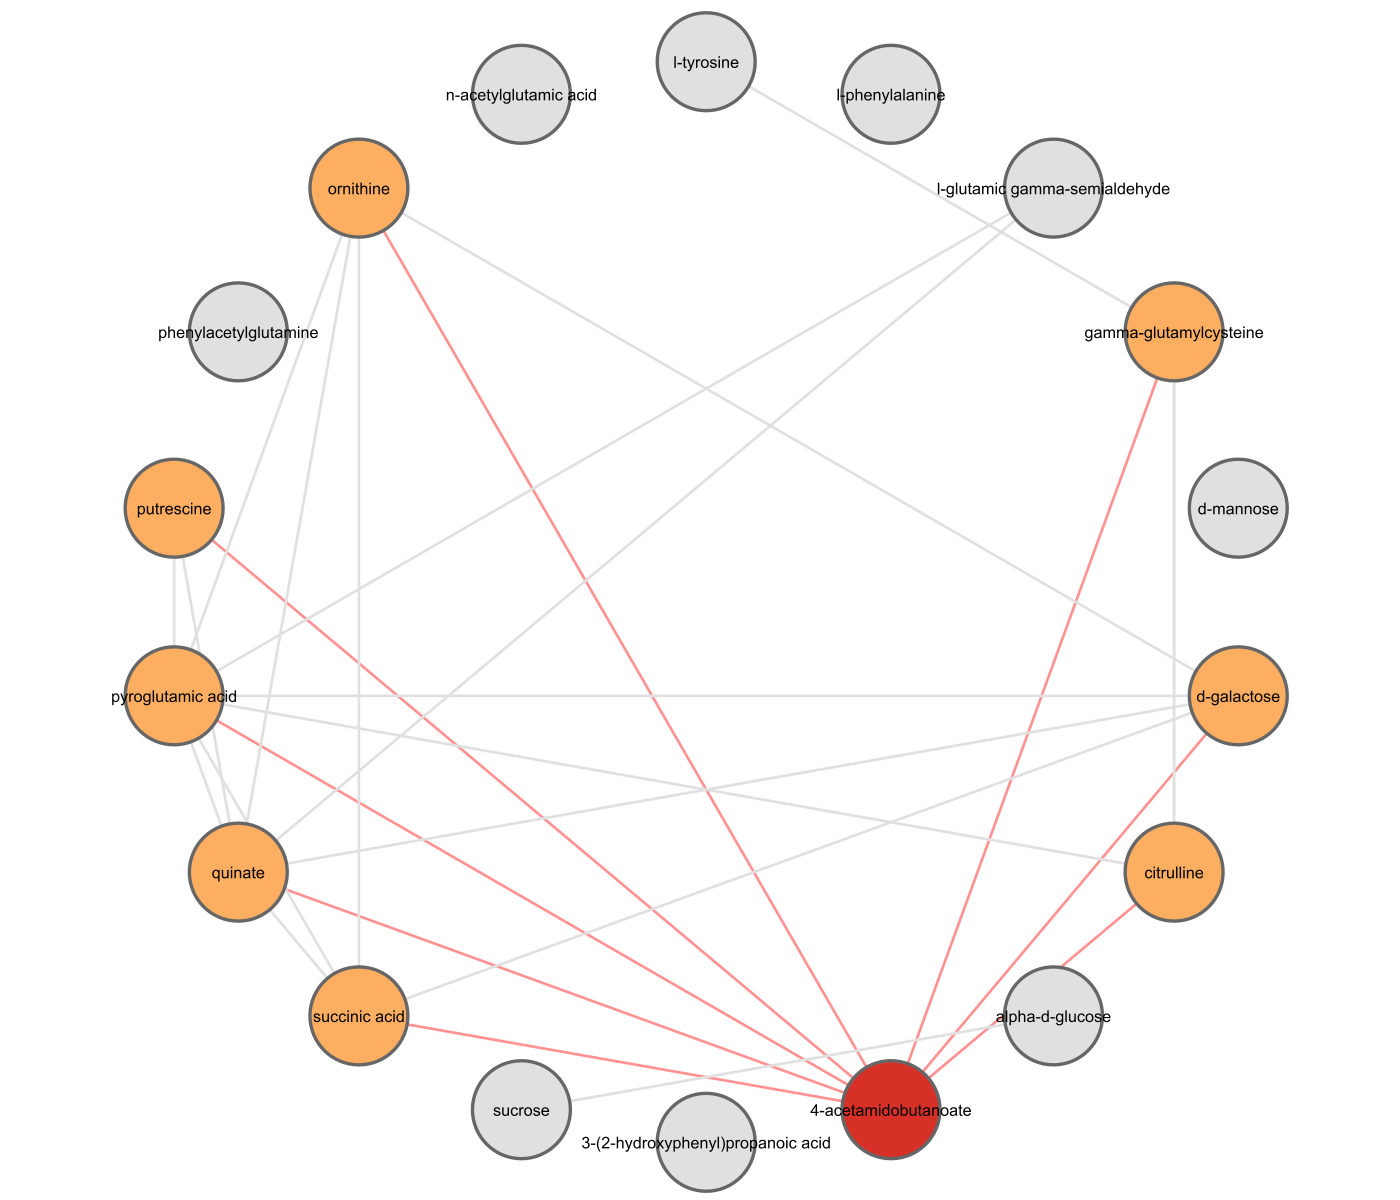 l-tyrosine
n-acetylglutamic acid
l-phenylalanine
ornithine
l-glutamic gamma-semialdehyde
phenylacetylglutamine
gamma-glutamylcysteine
putrescine
d-mannose
pyroglutamic acid
d-galactose
quinate
citrulline
succinic acid
alpha-d-glucose
sucrose
4-acetamidobutanoate
3-(2-hydroxyphenyl)propanoic acid